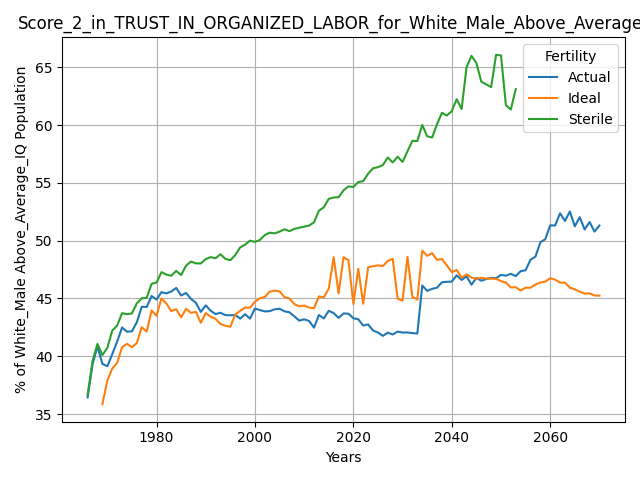 Score_2_in_TRUST_IN_ORGANIZED_LABOR_for_White_Male_Above_Average
% of White_Male Above_Average_IQ Population
65
60
55
50
45
40
35
Fertility
Actual
Ideal
Sterile
1980
2000
2020
2040
2060
Years